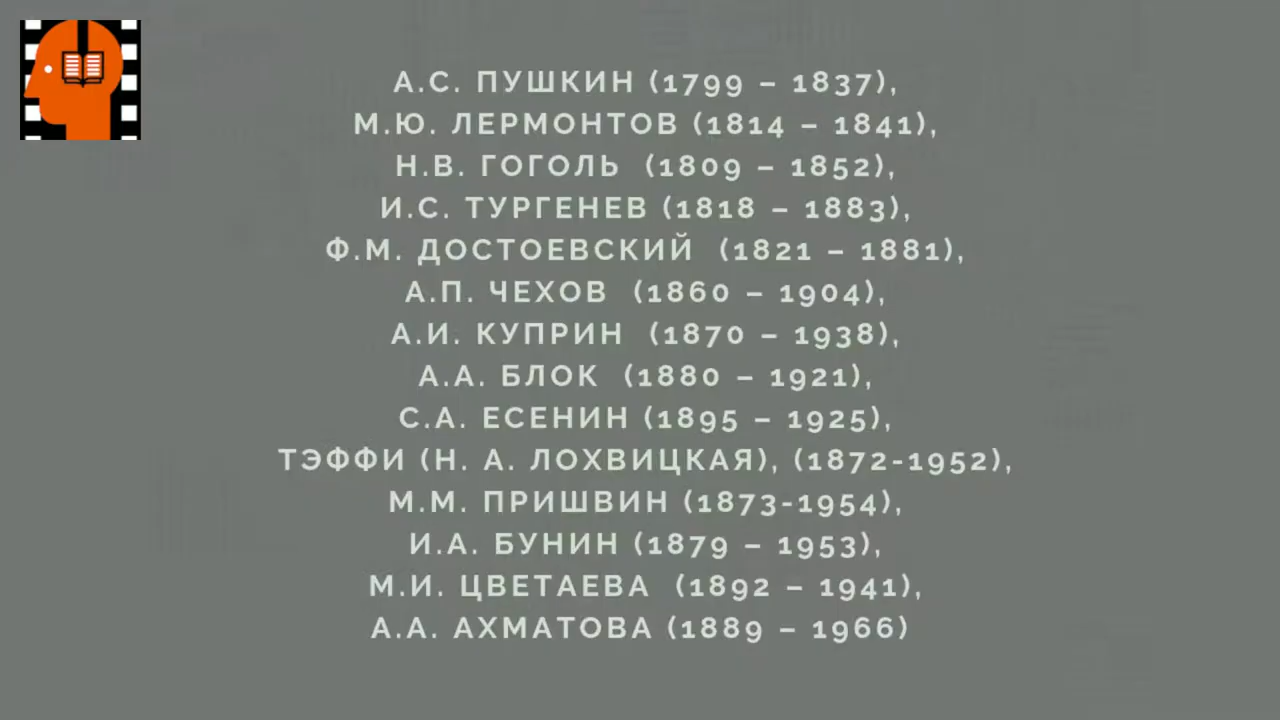 А.С. ПУШКИН (1799 – 1837),
М.Ю. ЛЕРМОНТОВ (1814 – 1841),
Н.В. ГОГОЛЬ (1809 – 1852),
И.С. ТУРГЕНЕВ (1818 – 1883),
Ф.М. ДОСТОЕВСКИЙ (1821 – 1881),
А.П. ЧЕХОВ (1860 – 1904),
А.И. КУПРИН (1870 – 1938),
А.А. БЛОК (1880 – 1921),
С.А. ЕСЕНИН (1895 – 1925),
ТЭФФИ (Н. А. ЛОХВИЦКАЯ), (1872-1952),
М.М. ПРИШВИН (1873-1954),
И.А. БУНИН (1879 – 1953),
М.И. ЦВЕТАЕВА (1892 – 1941),
А.А. АХМАТОВА (1889 – 1966)